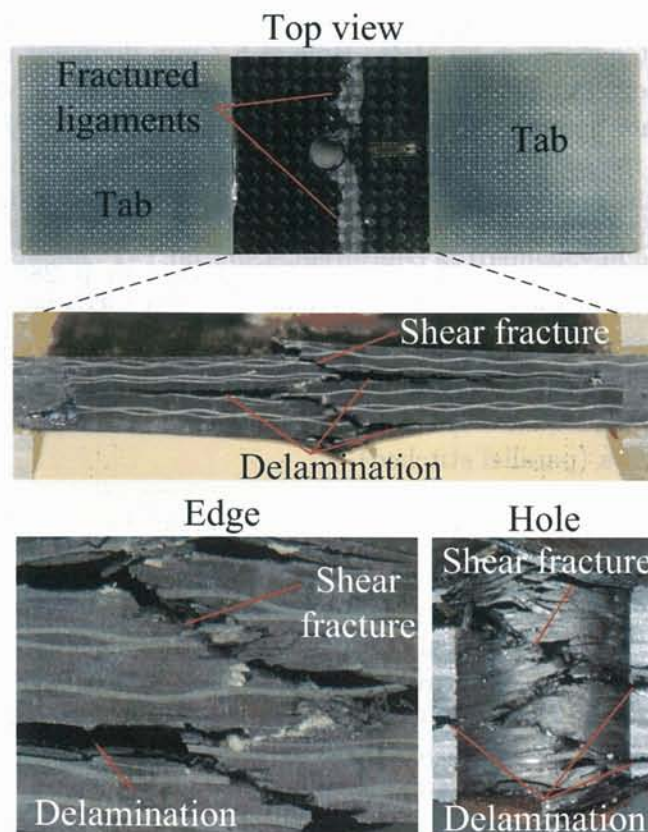 Top view
Fractured
ligaments
Tab
Tab
Shear fracture
Delamination
Edge
Hole
Shear
fracture
Shear fracture
Delamination
Delamination